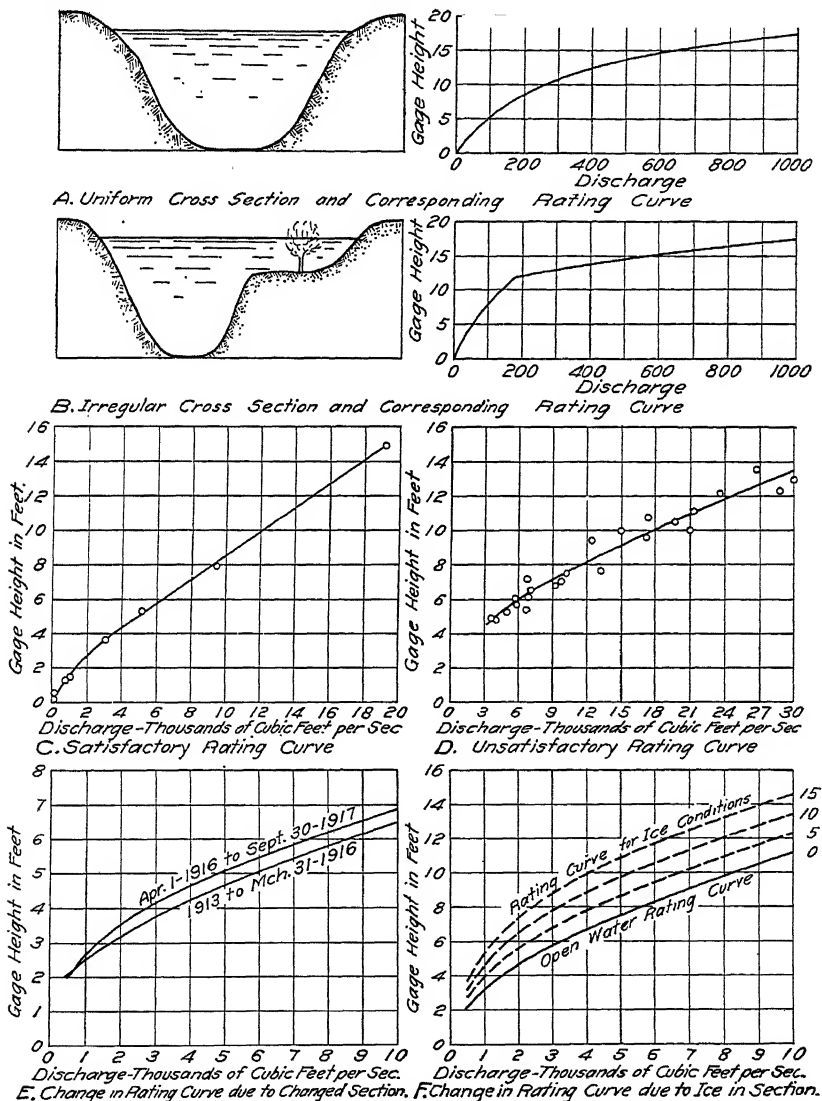 Gage Height
20
15
10
5
0
0 200 400 600 800 1000
Discharge
A. Uniform Cross Section and Corresponding Rating Curve
Gage Height
20
15
10
5
0
0 200 400 600 800 1000
Discharge
B. Irregular Cross Section and Corresponding Rating Curve
Gage Height in Feet.
16
14
12
10
8
6
4
2
0
0 2 4 6 8 10 12 14 16 18 20
Discharge-Thousands of Cubic Feet per Sec
C. Satisfactory Rating Curve
Gage Height in Feet
16
14
12
10
8
6
4
2
0
3 6 9 12 15 18 21 24 27 30
Discharge-Thousands of Cubic Feet per Sec
D. Unsatisfactory Rating Curve
Gage Height in Feet
8
7
6
5
4
3
2
1
0
Apr. 1-1916 to Sept. 30-1917
1913 to Mch. 31-1916
1 2 3 4 5 6 7 8 9 10
Discharge-Thousands of Cubic Feet per Sec.
E. Change in Rating Curve due to Changed Section.
Gage Height in Feet
16
14
12
10
8
6
4
2
0
Rating Curve for Ice Conditions
Open Water Rating Curve
15
10
5
0
1 2 3 4 5 6 7 8 9 10
Discharge-Thousands of Cubic Feet per Sec.
F. Change in Rating Curve due to Ice in Section.